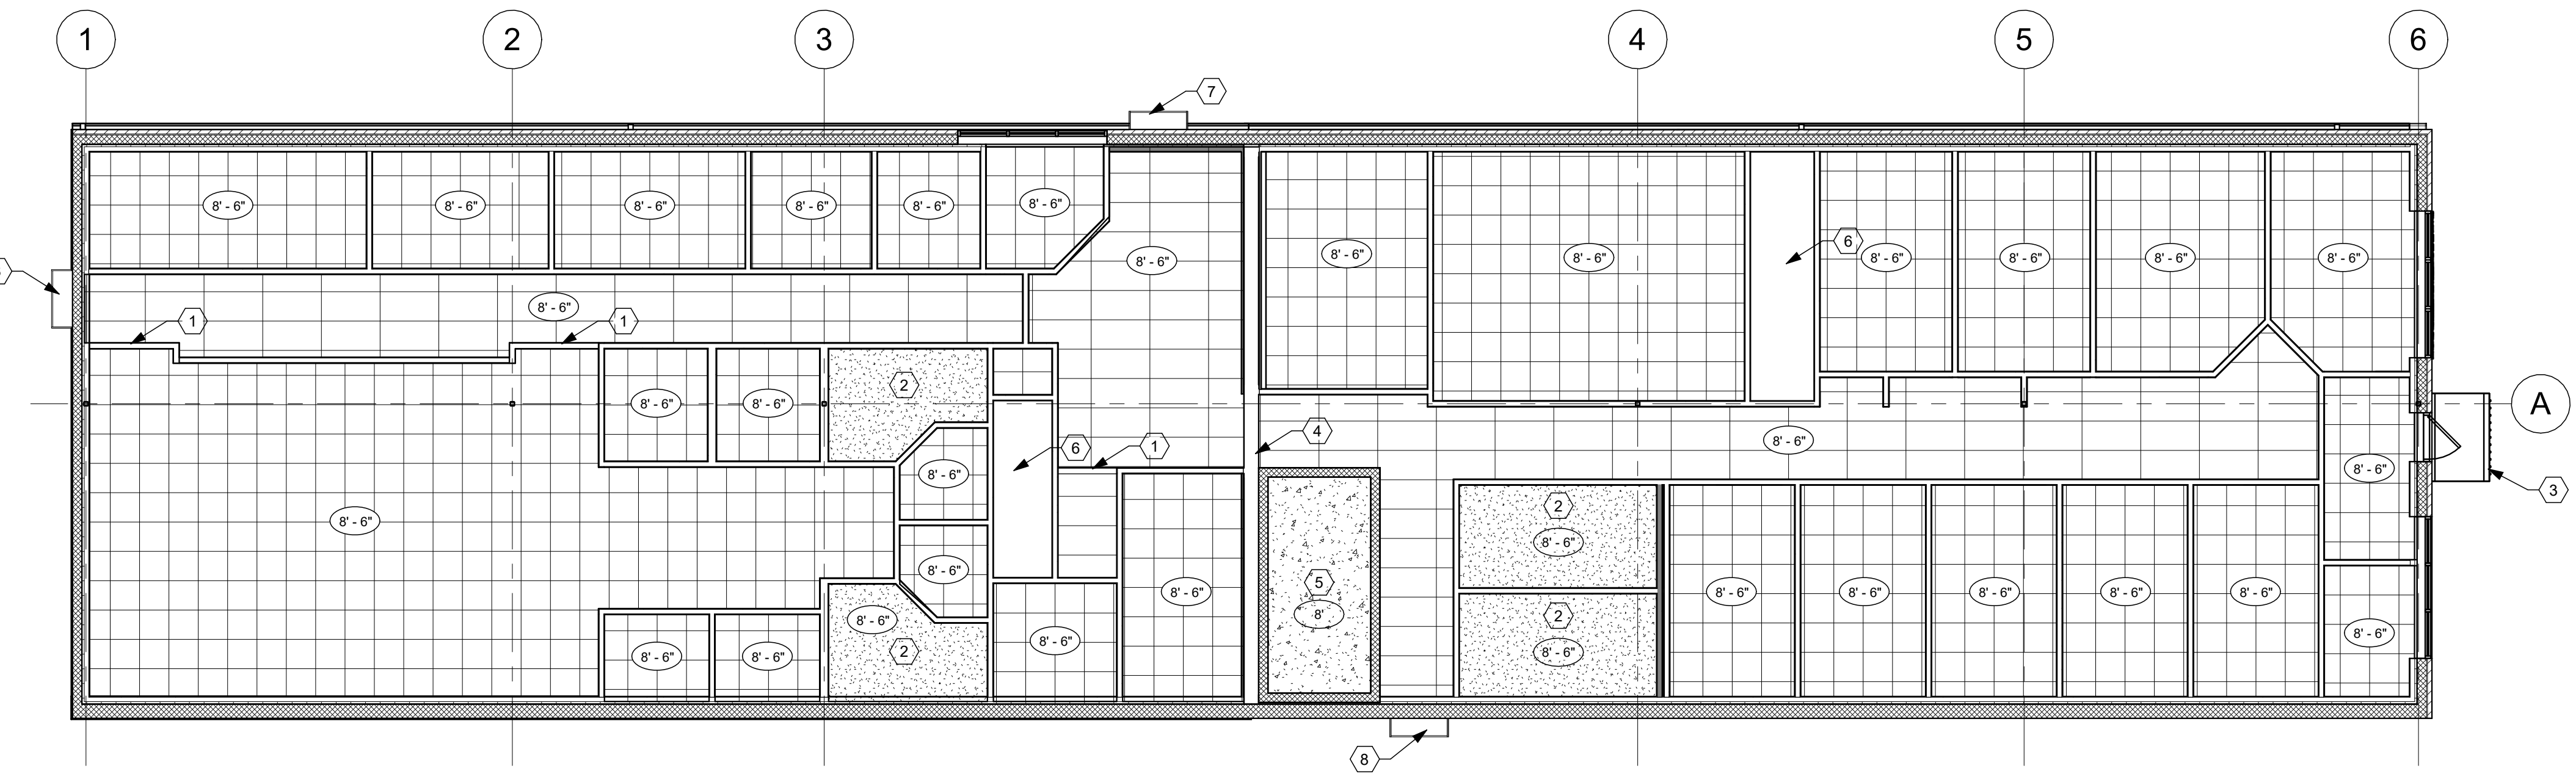 1 2 3 4 5 6
7
8' - 6" 8' - 6" 8' - 6" 8' - 6" 8' - 6" 8' - 6"
8' - 6" 8' - 6" 8' - 6" 6 8' - 6" 8' - 6" 8' - 6" 8' - 6"
8' - 6"
1 1
2
8' - 6" 8' - 6" A
4 8' - 6"
6 1
8' - 6" 8' - 6"
3
2
8' - 6" 8' - 6"
8' - 6" 5
8' - 6" 8' - 6" 8' - 6" 8' - 6" 8' - 6" 8' - 6"
8' 2
8' - 6" 8' - 6"
8' - 6" 8' - 6" 2 8' - 6" 8' - 6"
8